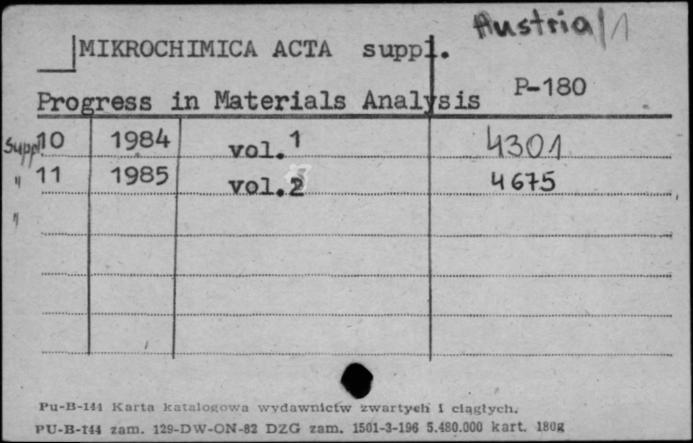 Austria/1
MIKROCHIMICA ACTA suppl.
P-180
Progress in Materials Analysis
Suppl 10 1984 vol.1 4301
" 11 1985 vol.2 4675
"
Pu-B-144 Karta katalogowa wydawnictw zwartych i ciągłych.
PU-B-144 zam. 129-DW-ON-82 DZG zam. 1501-3-196 5.480.000 kart. 180g